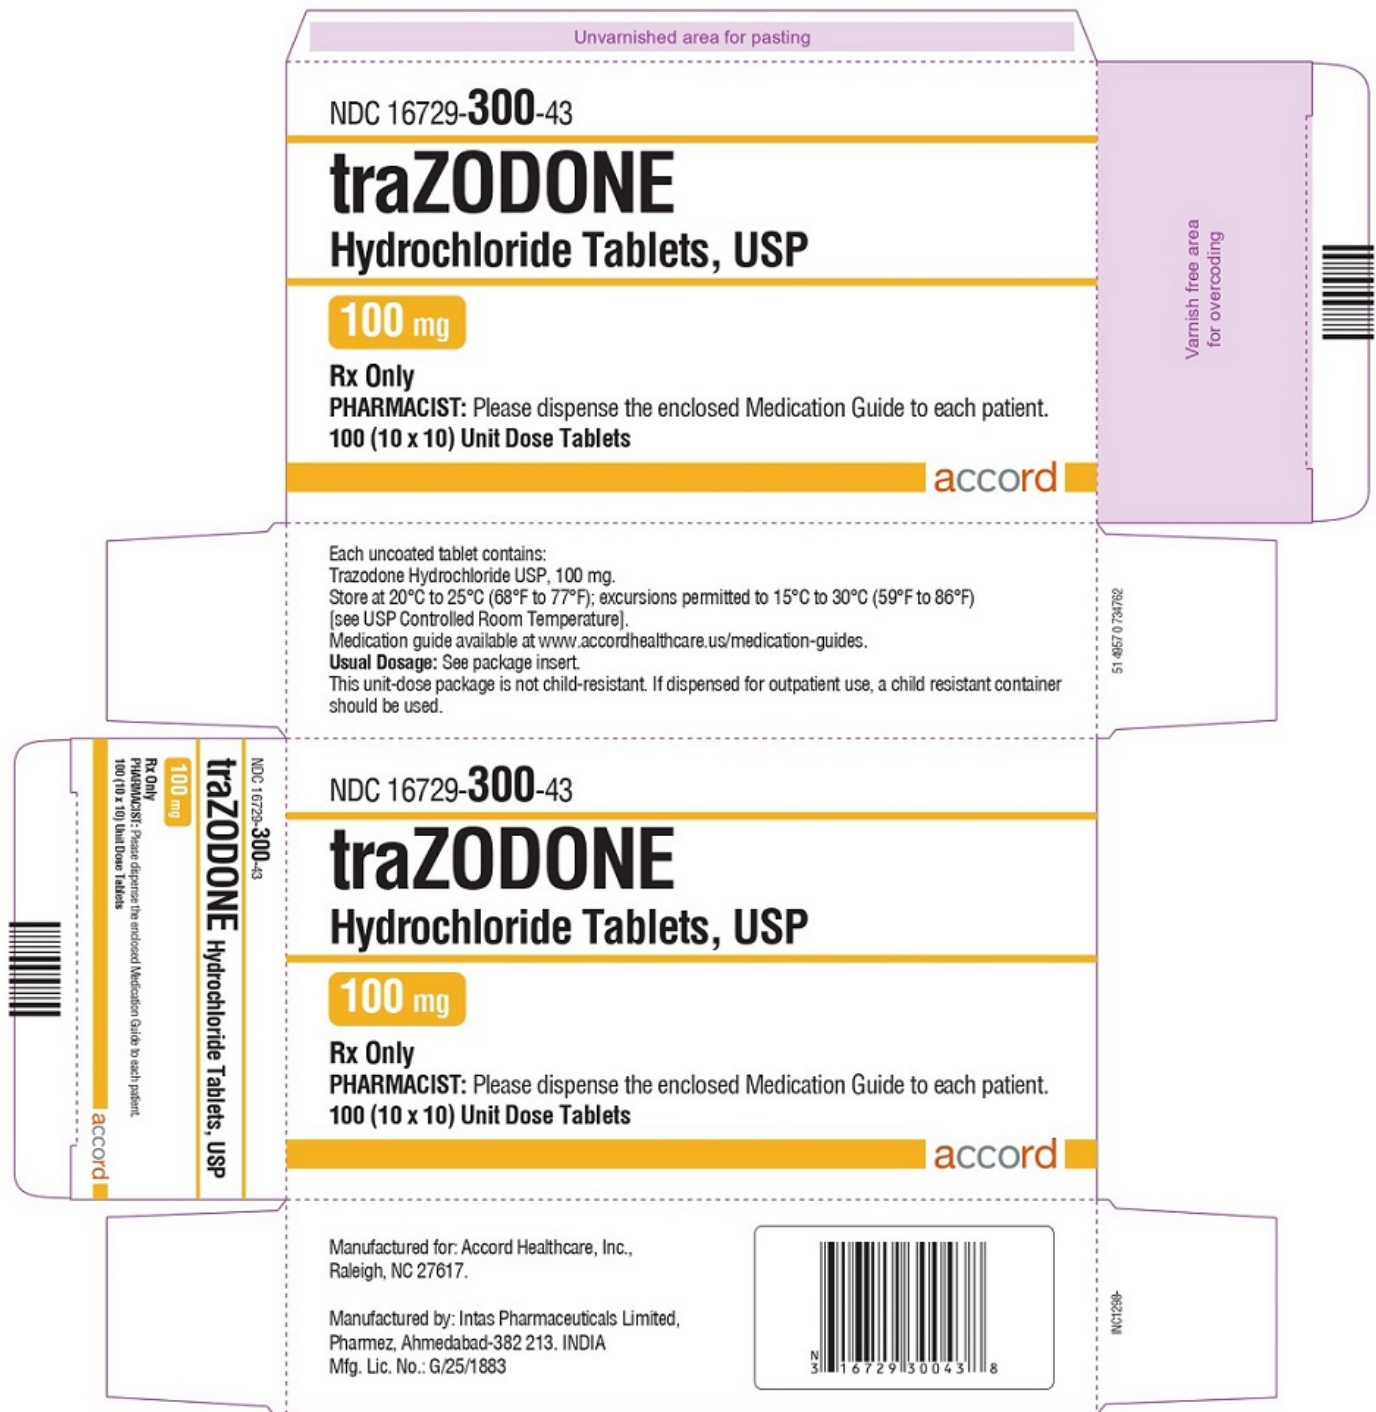 Unvarnished area for pasting
NDC 16729-300-43
traZODONE
Hydrochloride Tablets, USP
100 mg
Rx Only
PHARMACIST: Please dispense the enclosed Medication Guide to each patient.
100 (10 x 10) Unit Dose Tablets
accord
Varnish free area
for overcoding
Each uncoated tablet contains:
Trazodone Hydrochloride USP, 100 mg.
Store at 20°C to 25°C (68°F to 77°F); excursions permitted to 15°C to 30°C (59°F to 86°F)
[see USP Controlled Room Temperature].
Medication guide available at www.accordhealthcare.us/medication-guides.
Usual Dosage: See package insert.
This unit-dose package is not child-resistant. If dispensed for outpatient use, a child resistant container
should be used.
51 4957 0 734762
NDC 16729-300-43
traZODONE Hydrochloride Tablets, USP
100 mg
Rx Only
PHARMACIST: Please dispense the enclosed Medication Guide to each patient.
100 (10 x 10) Unit Dose Tablets
accord
NDC 16729-300-43
traZODONE
Hydrochloride Tablets, USP
100 mg
Rx Only
PHARMACIST: Please dispense the enclosed Medication Guide to each patient.
100 (10 x 10) Unit Dose Tablets
accord
Manufactured for: Accord Healthcare, Inc.,
Raleigh, NC 27617.
Manufactured by: Intas Pharmaceuticals Limited,
Pharmez, Ahmedabad-382 213. INDIA
Mfg. Lic. No.: G/25/1883
N
3 16729 30043 8
INC1298-